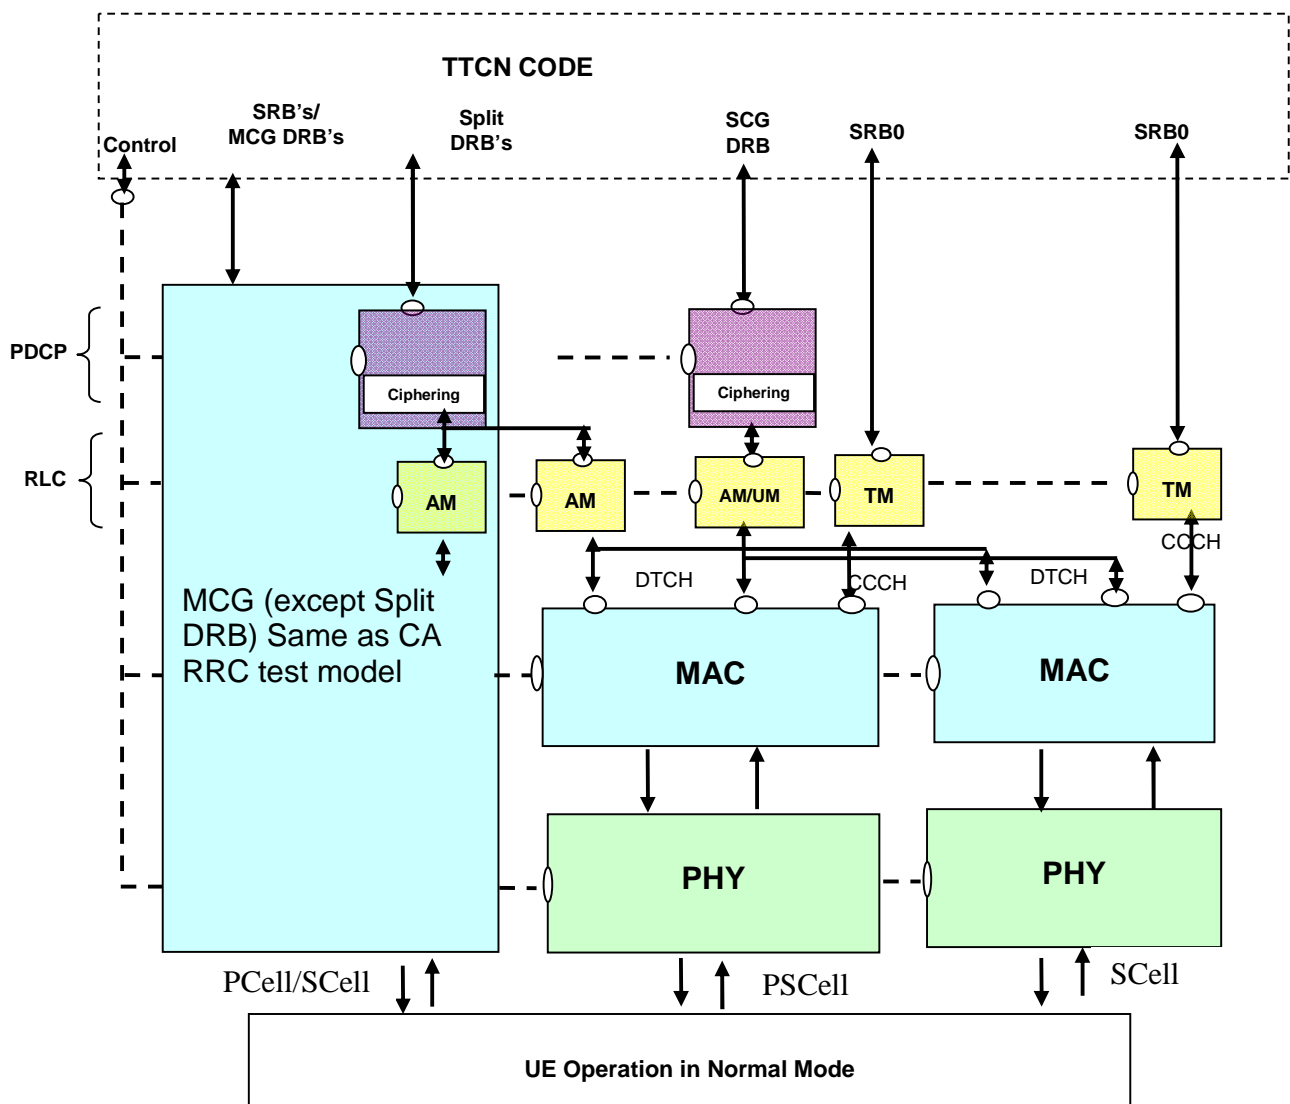 TTCN CODE
Control
SRB's/
MCG DRB's
Split
DRB's
SCG
DRB
SRB0
SRB0
PDCP
Ciphering
Ciphering
RLC
AM
AM
AM/UM
TM
TM
DTCH
CCCH
DTCH
CCCH
MCG (except Split
DRB) Same as CA
RRC test model
MAC
MAC
PHY
PHY
PCell/SCell
PSCell
SCell
UE Operation in Normal Mode